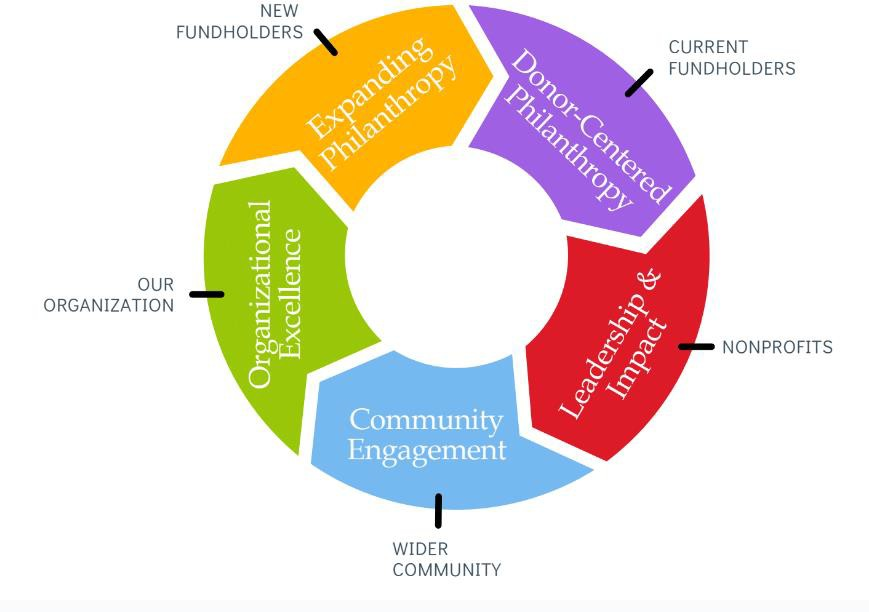 NEW
FUNDHOLDERS
Expanding
Philanthropy
CURRENT
FUNDHOLDERS
Donor-Centered
Philanthropy
OUR
ORGANIZATION
Organizational
Excellence
Leadership &
Impact
NONPROFITS
Community
Engagement
WIDER
COMMUNITY